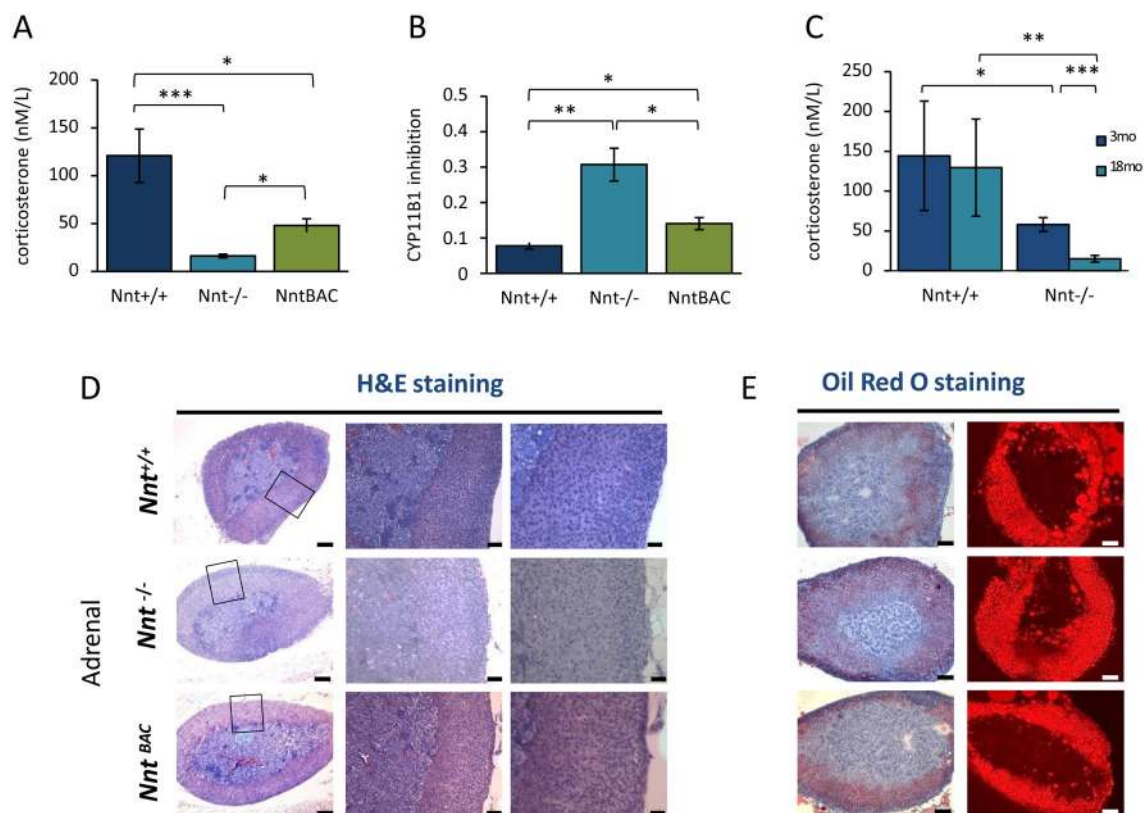 A
corticosterone (nM/L)
200
150
100
50
0
*
***
*
Nnt+/+ Nnt-/- NntBAC
B
CYP11B1 inhibition
0.5
0.4
0.3
0.2
0.1
0
*
** *
Nnt+/+ Nnt-/- NntBAC
C
corticosterone (nM/L)
250
200
150
100
50
0
**
* ***
3mo
18mo
Nnt+/+ Nnt-/-
D
H&E staining
Adrenal
Nnt+/+
Nnt -/-
Nnt BAC
E
Oil Red O staining